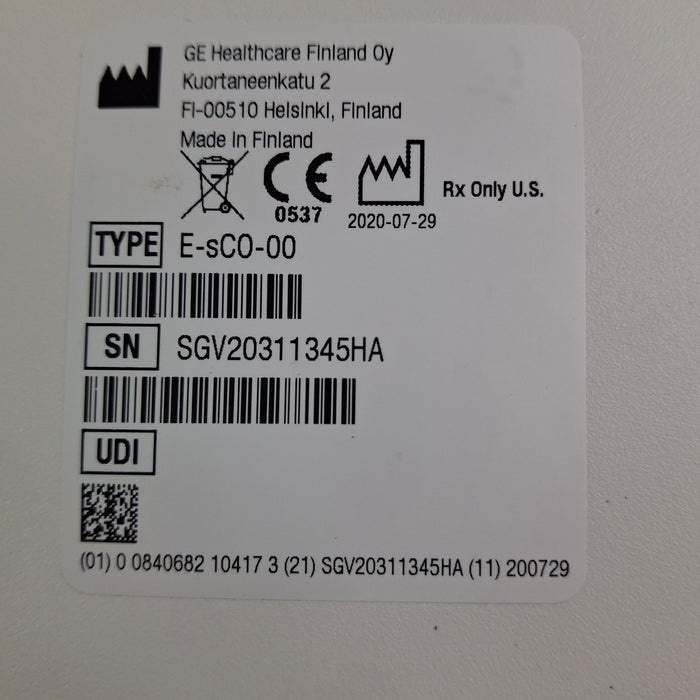 GE Healthcare Finland Oy
Kuortaneenkatu 2
FI-00510 Helsinki, Finland
Made in Finland
CE
0537
2020-07-29
Rx Only U.S.
TYPE E-sCO-00
SN SGV20311345HA
UDI
(01) 0 0840682 10417 3 (21) SGV20311345HA (11) 200729